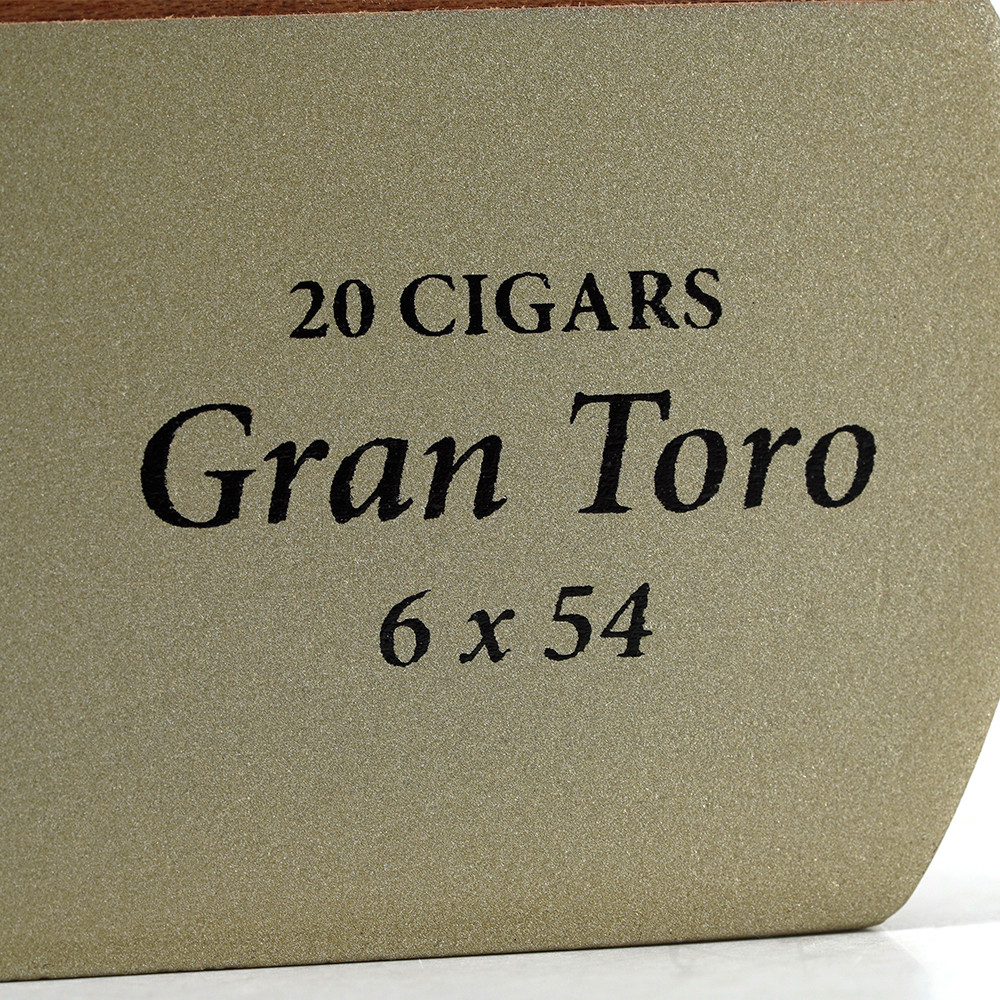 20 CIGARS
Gran Toro
6 x 54